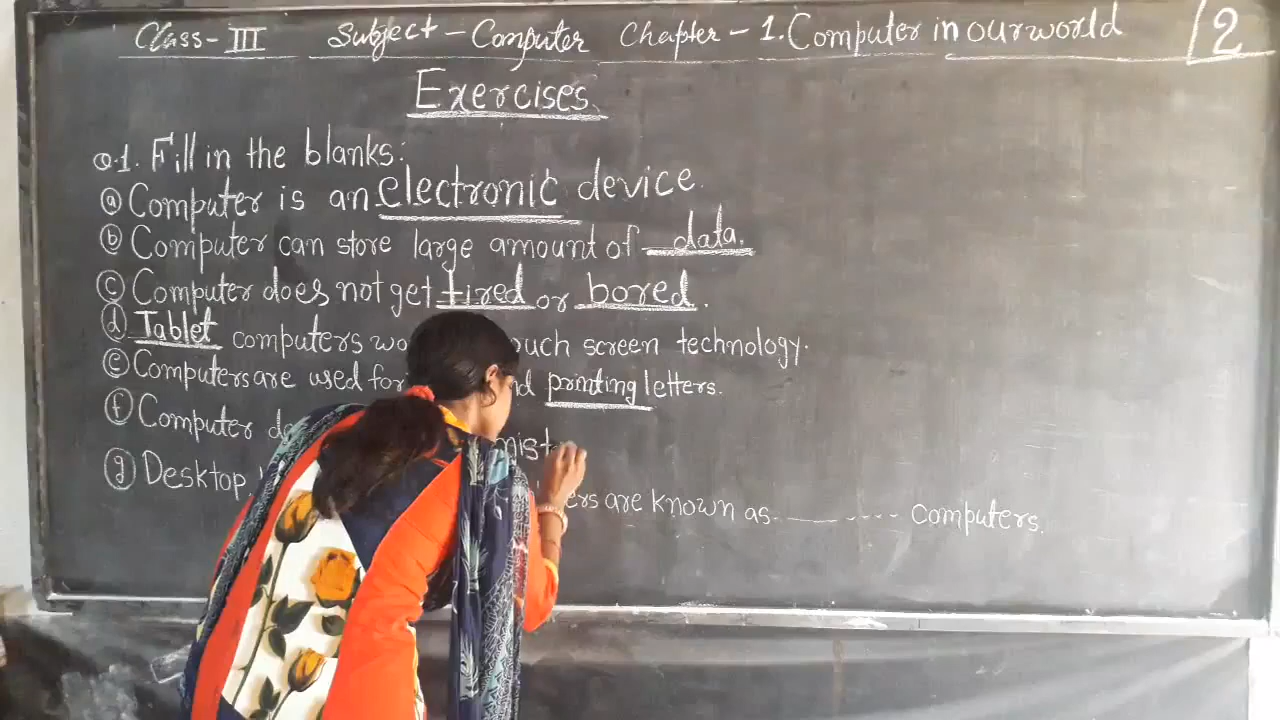 Class-III Subject-Computer Chapter-1. Computer in our world
2
Exercises
Q.1. Fill in the blanks:
ⓐ Computer is an electronic device.
ⓑ Computer can store large amount of data.
ⓒ Computer does not get tired or bored.
ⓓ Tablet computers ouch screen technology.
ⓔ Computers are used for printing letters.
ⓕ Computer mist
ⓖ Desktop, ers are known as ---- computers.